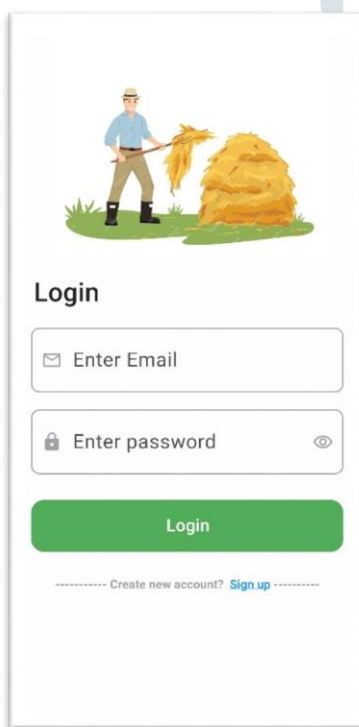 Login
Enter Email
Enter password
Login
----------- Create new account? Sign up ----------